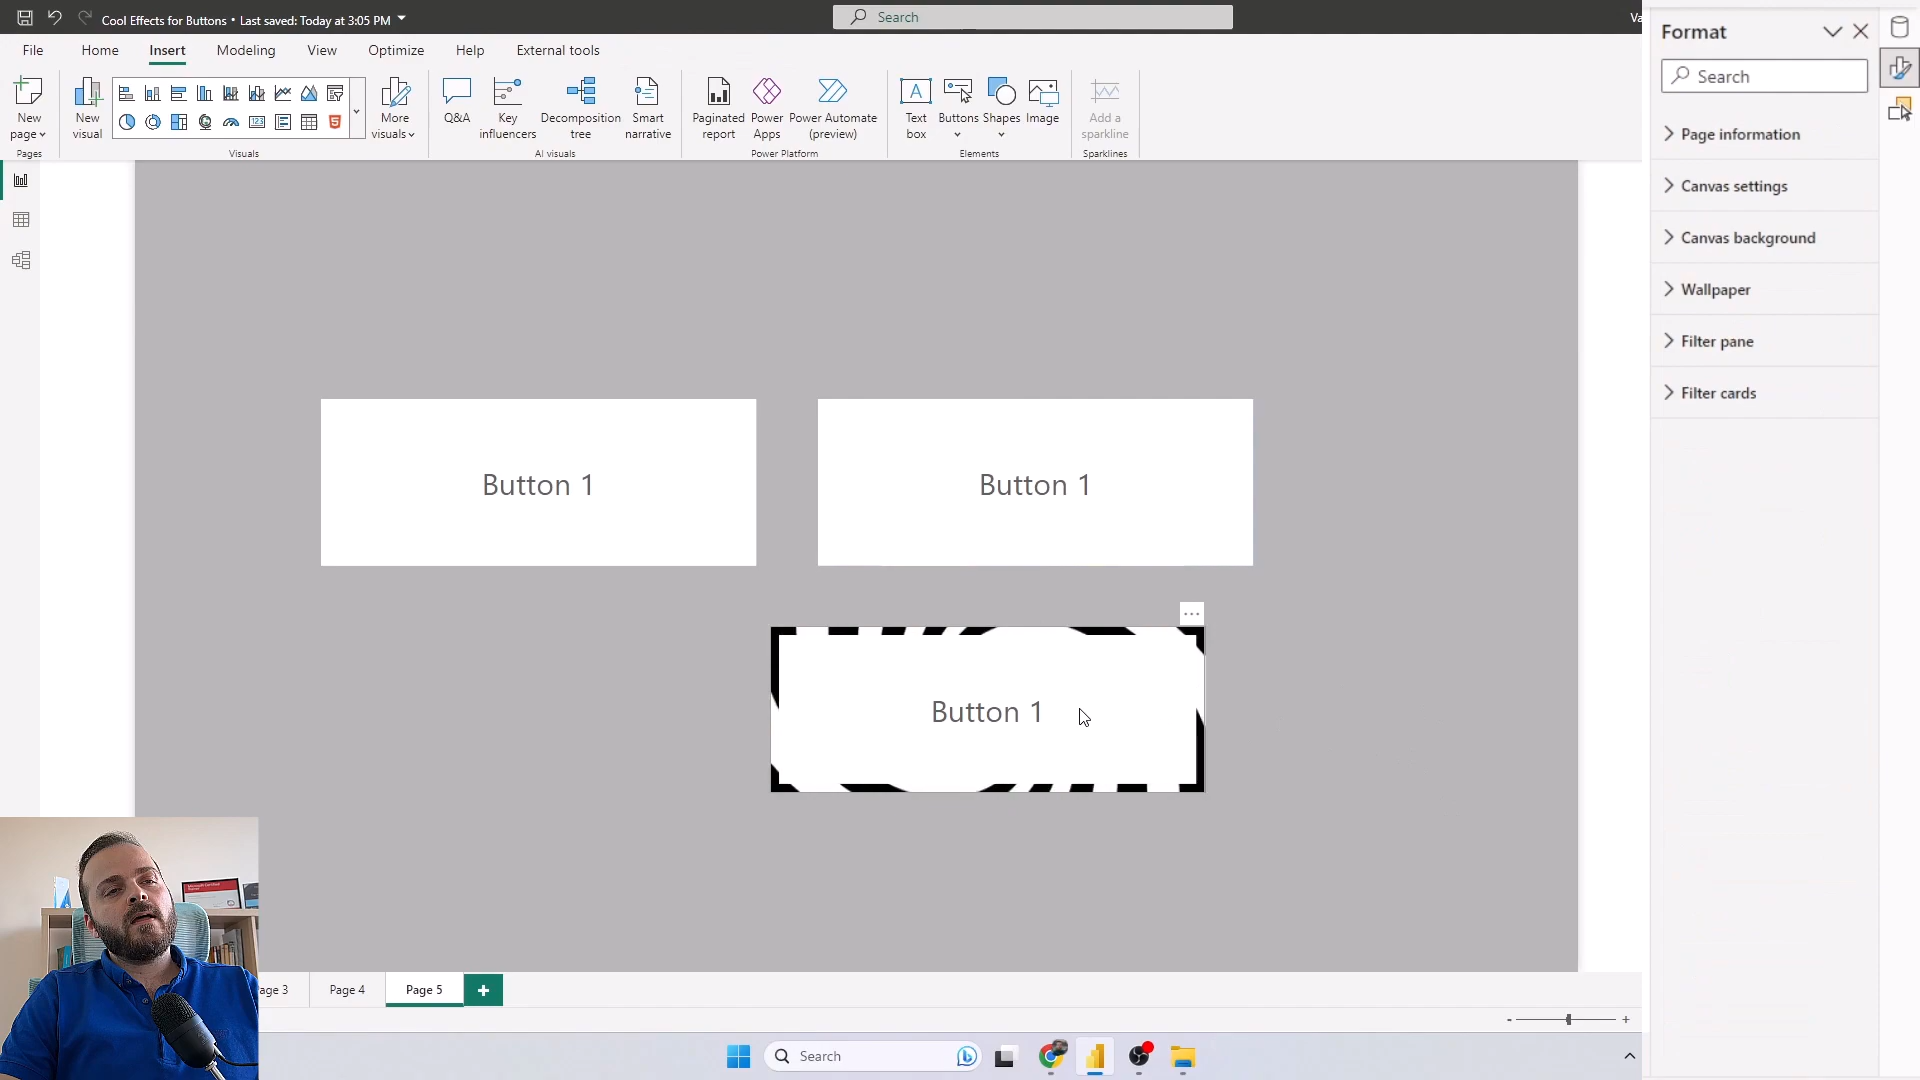 Cool Effects for Buttons • Last saved: Today at 3:05 PM
Search
Va
File Home Insert Modeling View Optimize Help External tools
New page
New visual
More visuals
Q&A
Key influencers
Decomposition tree
Smart narrative
Paginated report
Power Apps
Power Automate (preview)
Text box
Buttons
Shapes
Image
Add a sparkline
Pages
Visuals
AI visuals
Power Platform
Elements
Sparklines
Format
Search
Page information
Canvas settings
Canvas background
Wallpaper
Filter pane
Filter cards
Button 1
Button 1
Button 1
age 3
Page 4
Page 5
Search